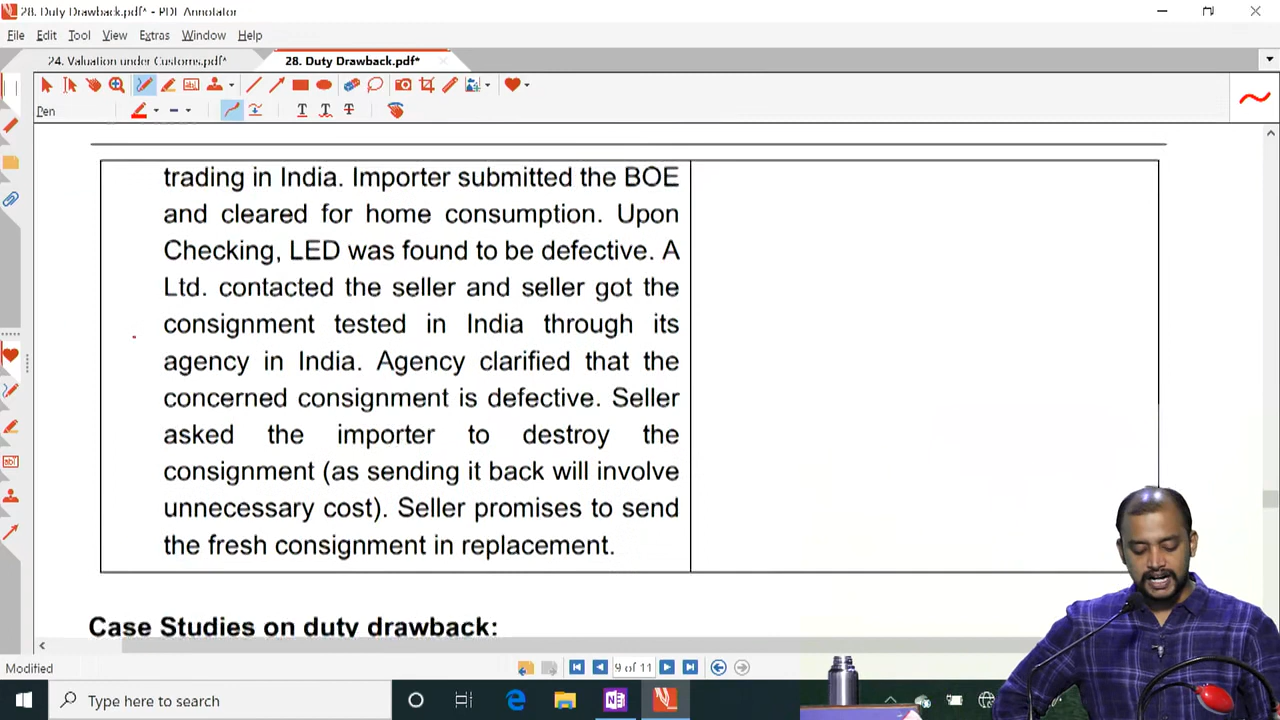 28. Duty Drawback.pdf* - PDF Annotator
File Edit Tool View Extras Window Help
24. Valuation under Customs.pdf* 28. Duty Drawback.pdf*
Pen
trading in India. Importer submitted the BOE
and cleared for home consumption. Upon
Checking, LED was found to be defective. A
Ltd. contacted the seller and seller got the
consignment tested in India through its
agency in India. Agency clarified that the
concerned consignment is defective. Seller
asked the importer to destroy the
consignment (as sending it back will involve
unnecessary cost). Seller promises to send
the fresh consignment in replacement.
Case Studies on duty drawback:
Modified
9 of 11
Type here to search